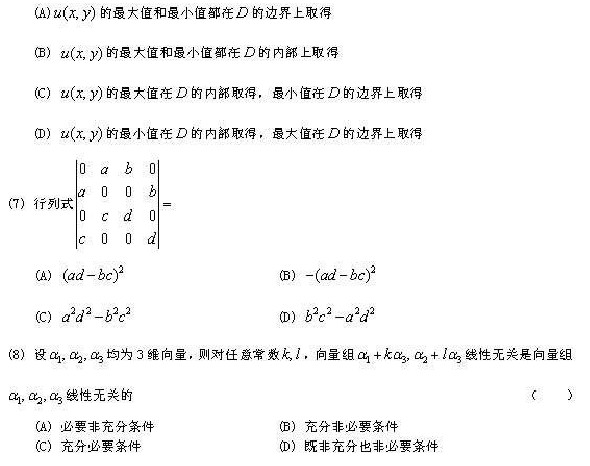 (A) u(x, y) 的最大值和最小值都在 D 的边界上取得
(B) u(x, y) 的最大值和最小值都在 D 的内部上取得
(C) u(x, y) 的最大值在 D 的内部取得，最小值在 D 的边界上取得
(D) u(x, y) 的最小值在 D 的内部取得，最大值在 D 的边界上取得
(7) 行列式
0 a b 0
a 0 0 b
0 c d 0
c 0 0 d
=
(A) (ad − bc)² (B) −(ad − bc)²
(C) a²d² − b²c² (D) b²c² − a²d²
(8) 设 α₁, α₂, α₃ 均为 3 维向量，则对任意常数 k, l，向量组 α₁ + kα₃, α₂ + lα₃ 线性无关是向量组
α₁, α₂, α₃ 线性无关的 ( )
(A) 必要非充分条件 (B) 充分非必要条件
(C) 充分必要条件 (D) 既非充分也非必要条件